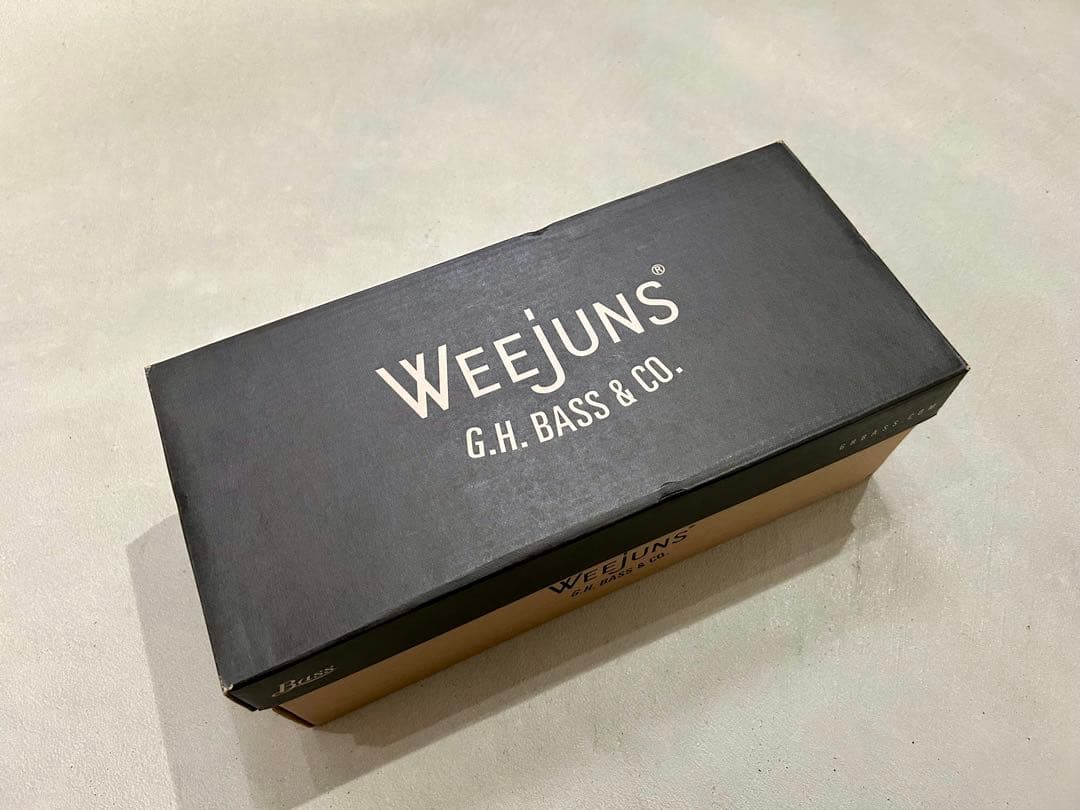 WEEJUNS®
G.H. BASS & CO.
GHBASS.COM
WEEJUNS
G.H. BASS & CO.
Bass